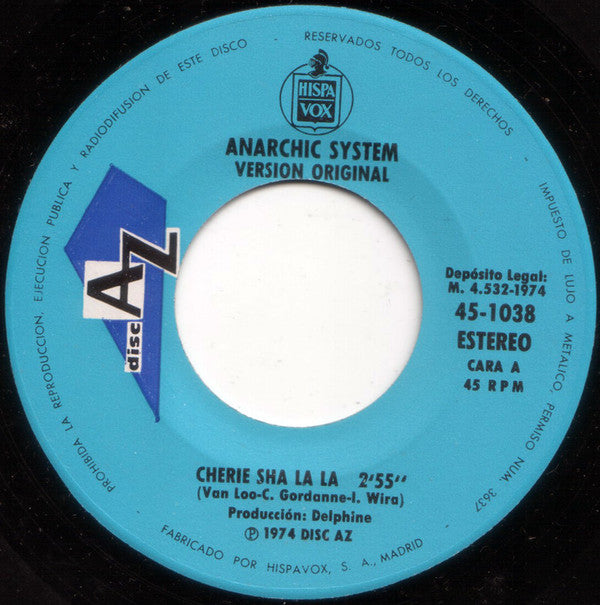 RESERVADOS TODOS LOS DERECHOS
IMPUESTO DE LUJO A METALICO, PERMISO NUM. 3637
PROHIBIDA LA REPRODUCCION, EJECUCION PUBLICA Y RADIODIFUSION DE ESTE DISCO
HISPA
VOX
ANARCHIC SYSTEM
VERSION ORIGINAL
disc AZ
Depósito Legal:
M. 4.532-1974
45-1038
ESTEREO
CARA A
45 RPM
CHERIE SHA LA LA 2'55''
(Van Loo-C. Gordanne-I. Wira)
Producción: Delphine
Ⓟ 1974 DISC AZ
FABRICADO POR HISPAVOX, S. A., MADRID